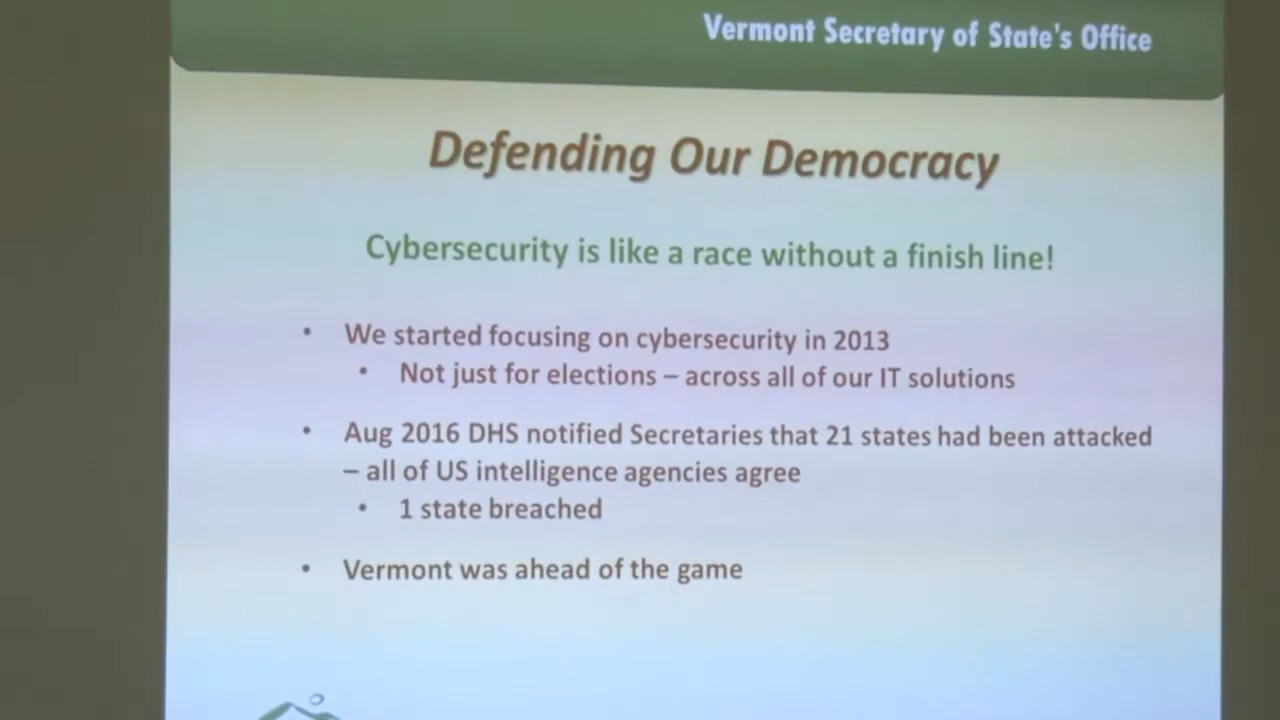 Vermont Secretary of State's Office
Defending Our Democracy
Cybersecurity is like a race without a finish line!
• We started focusing on cybersecurity in 2013
• Not just for elections – across all of our IT solutions
• Aug 2016 DHS notified Secretaries that 21 states had been attacked
– all of US intelligence agencies agree
• 1 state breached
• Vermont was ahead of the game